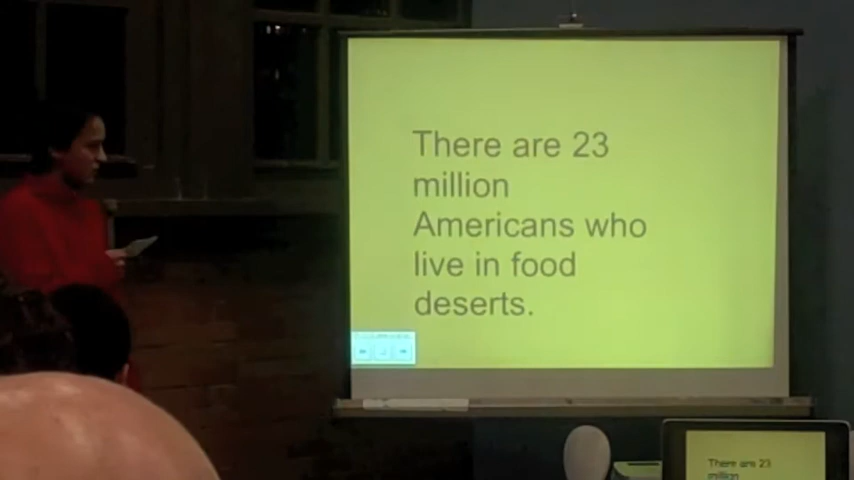 There are 23
million
Americans who
live in food
deserts.
There are 23
million